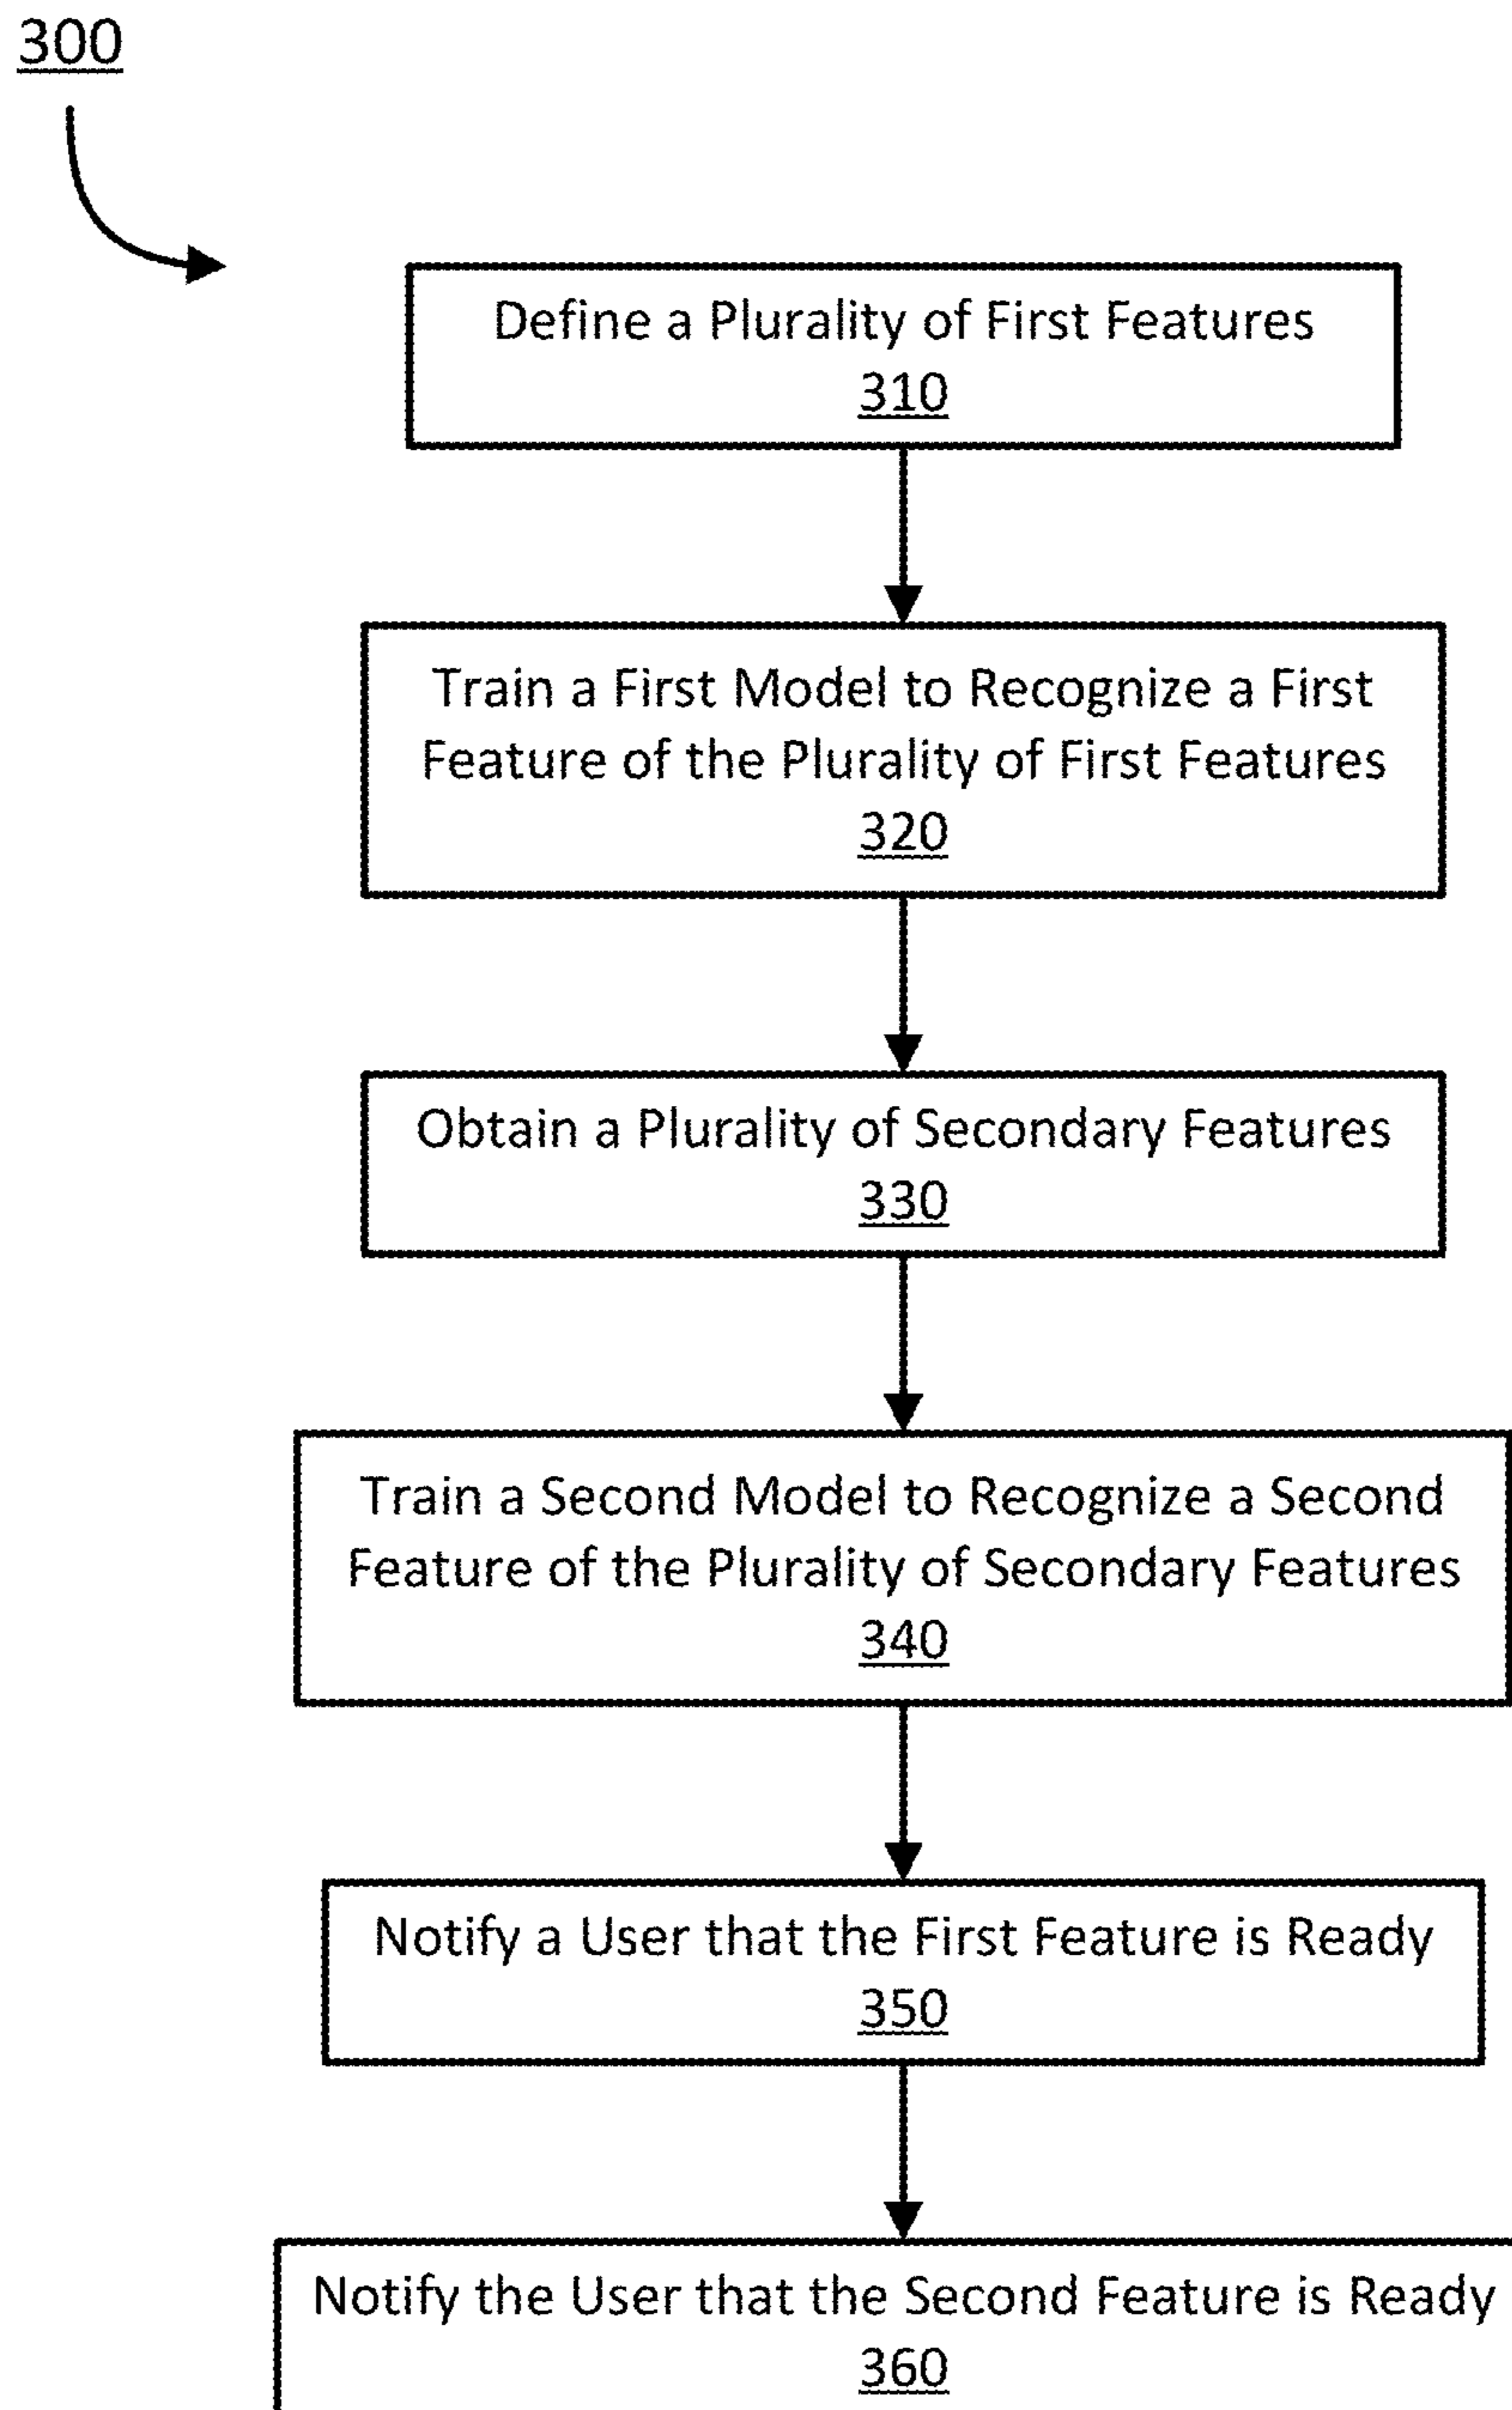 300
Define a Plurality of First Features
310
Train a First Model to Recognize a First
Feature of the Plurality of First Features
320
Obtain a Plurality of Secondary Features
330
Train a Second Model to Recognize a Second
Feature of the Plurality of Secondary Features
340
Notify a User that the First Feature is Ready
350
Notify the User that the Second Feature is Ready
360